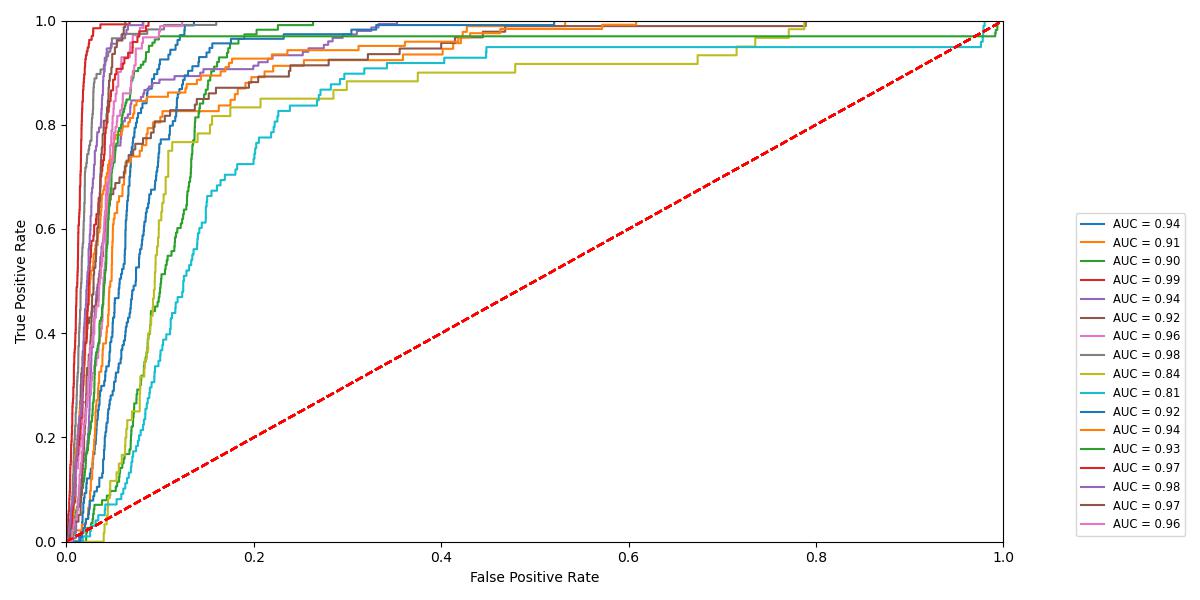 1.0
0.8
0.6
0.4
0.2
0.0
0.0 0.2 0.4 0.6 0.8 1.0
True Positive Rate
False Positive Rate
AUC = 0.94
AUC = 0.91
AUC = 0.90
AUC = 0.99
AUC = 0.94
AUC = 0.92
AUC = 0.96
AUC = 0.98
AUC = 0.84
AUC = 0.81
AUC = 0.92
AUC = 0.94
AUC = 0.93
AUC = 0.97
AUC = 0.98
AUC = 0.97
AUC = 0.96